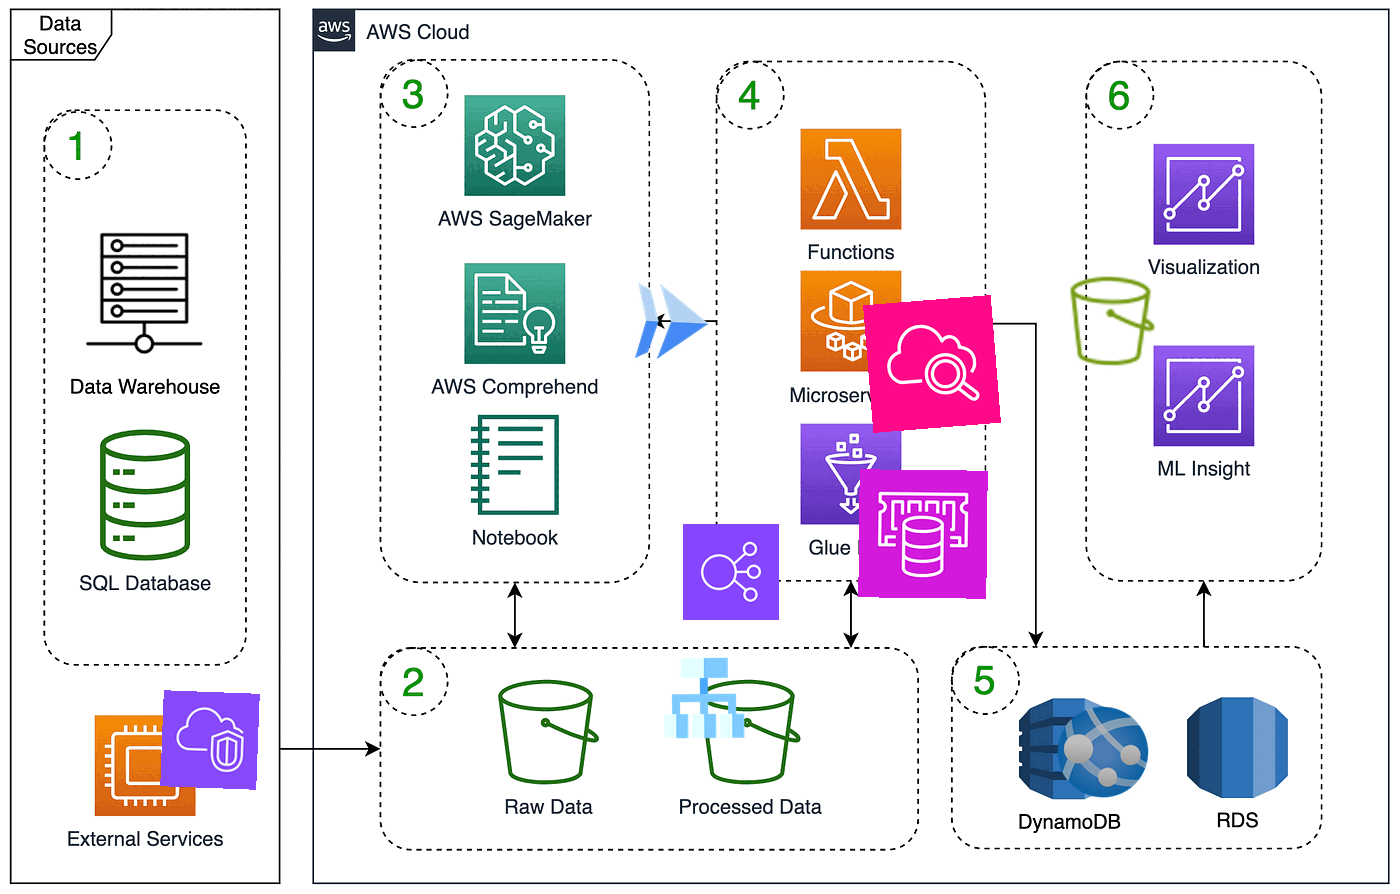 Data
Sources
1
Data Warehouse
SQL Database
External Services
aws
AWS Cloud
3
AWS SageMaker
AWS Comprehend
Notebook
4
Functions
Glue
6
Visualization
ML Insight
2
Raw Data
Processed Data
5
DynamoDB
RDS